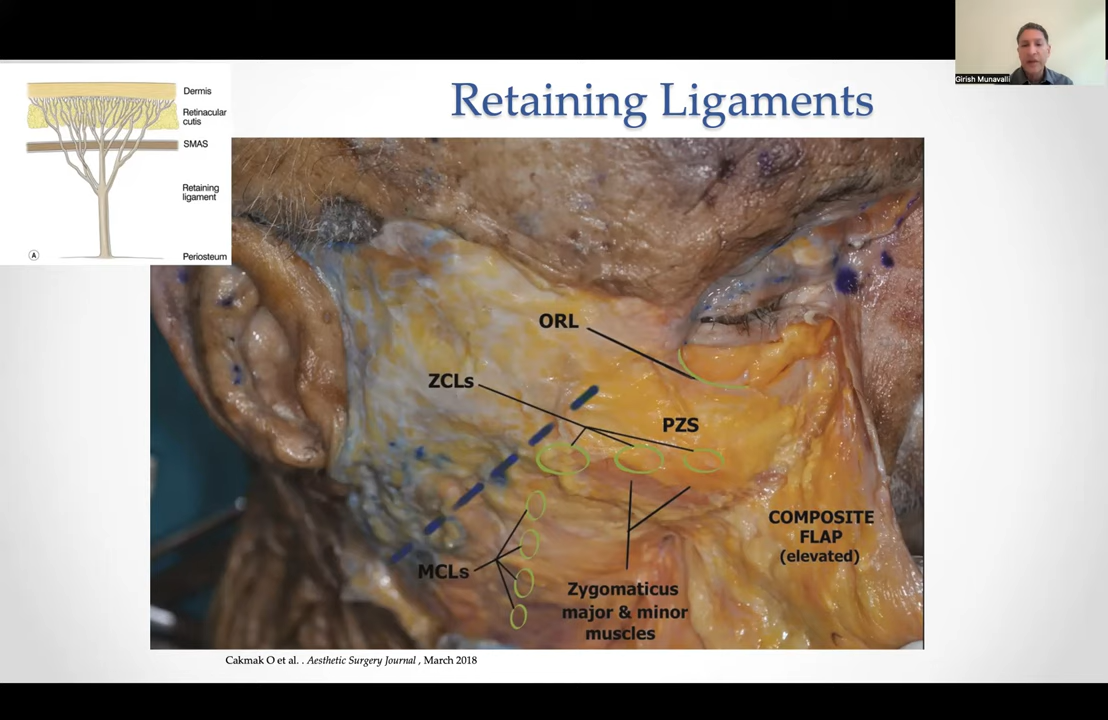 Girish Munavalli
Retaining Ligaments
Dermis
Retinacular
cutis
SMAS
Retaining
ligament
A
Periosteum
ORL
ZCLs
PZS
COMPOSITE
FLAP
(elevated)
MCLs
Zygomaticus
major & minor
muscles
Cakmak O et al. . Aesthetic Surgery Journal , March 2018